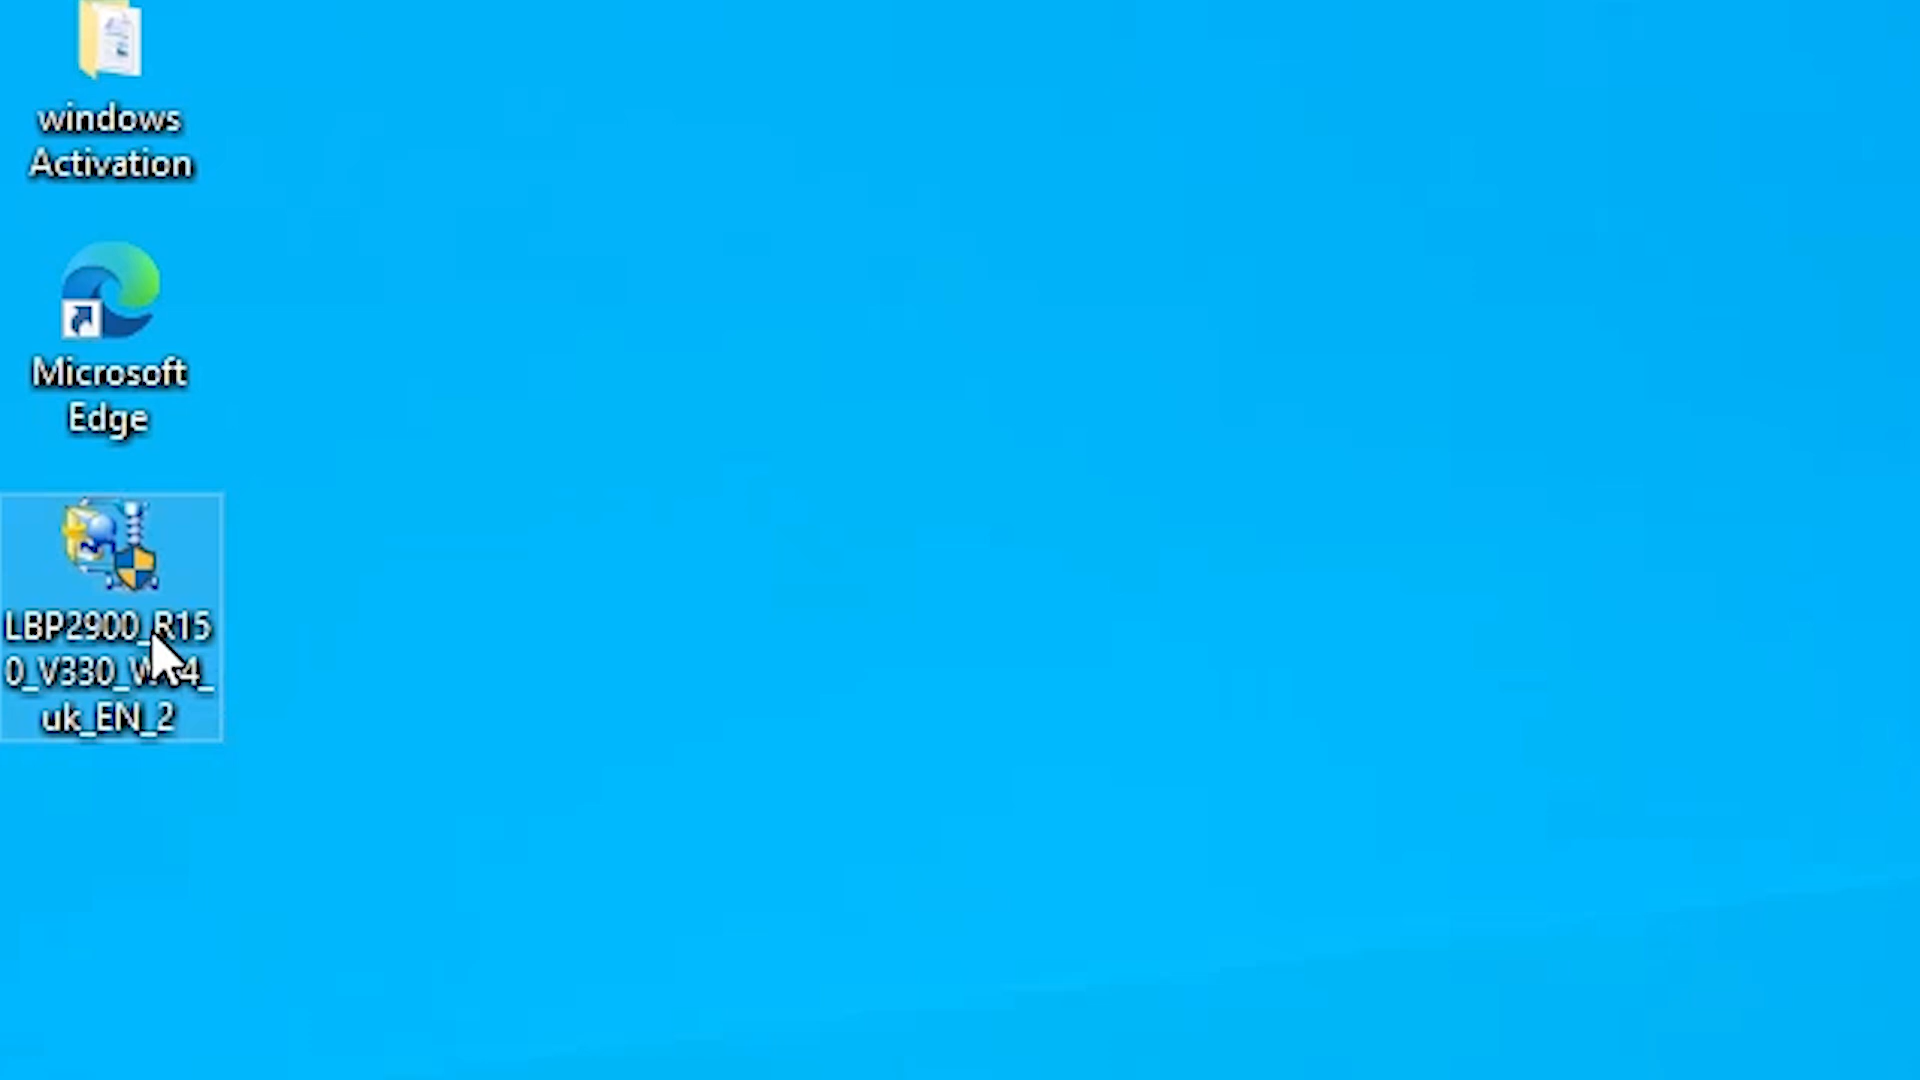 windows
Activation
Microsoft
Edge
LBP2900_R15
0_V330_W64_
uk_EN_2